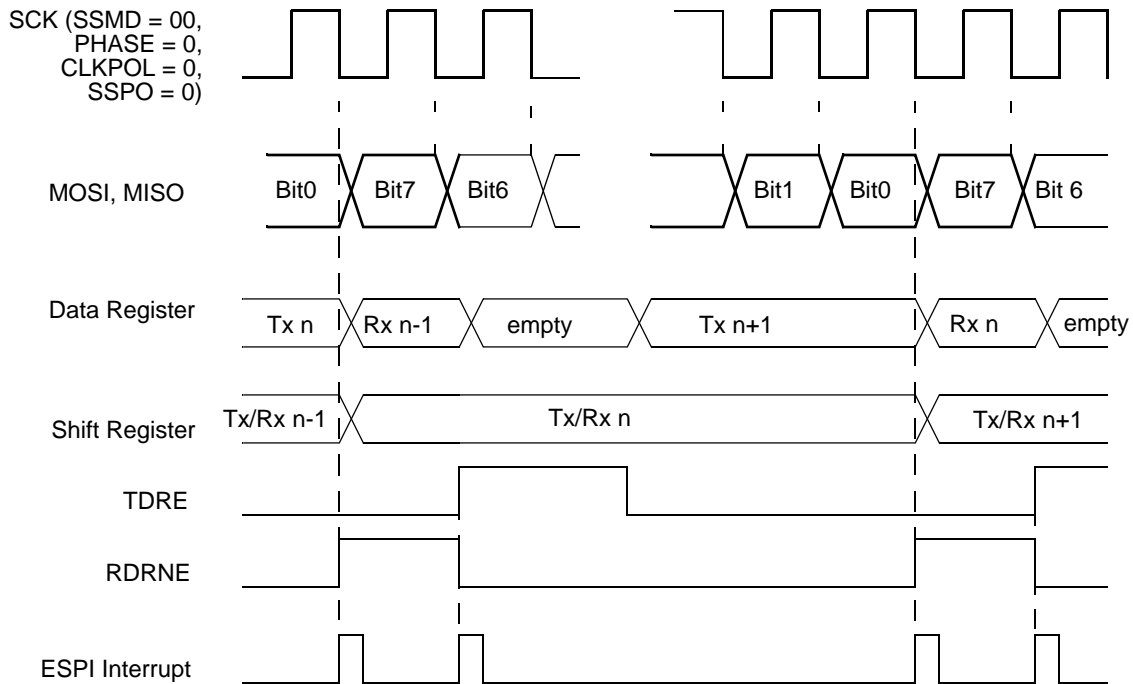 SCK (SSMD = 00,
PHASE = 0,
CLKPOL = 0,
SSPO = 0)
MOSI, MISO
Bit0
Bit7
Bit6
Bit1
Bit0
Bit7
Bit 6
Data Register
Tx n
Rx n-1
empty
Tx n+1
Rx n
empty
Shift Register
Tx/Rx n-1
Tx/Rx n
Tx/Rx n+1
TDRE
RDRNE
ESPI Interrupt